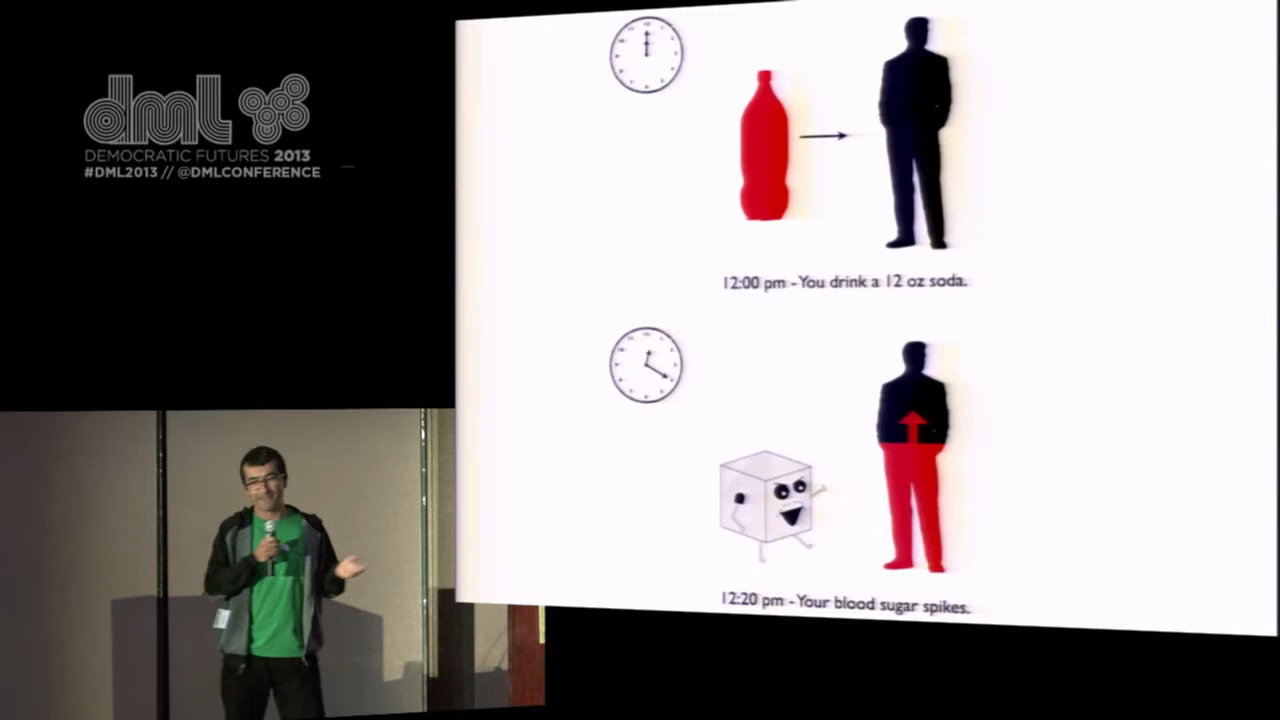 dml
DEMOCRATIC FUTURES 2013
#DML2013 // @DMLCONFERENCE
12:00 pm - You drink a 12 oz soda.
12:20 pm - Your blood sugar spikes.